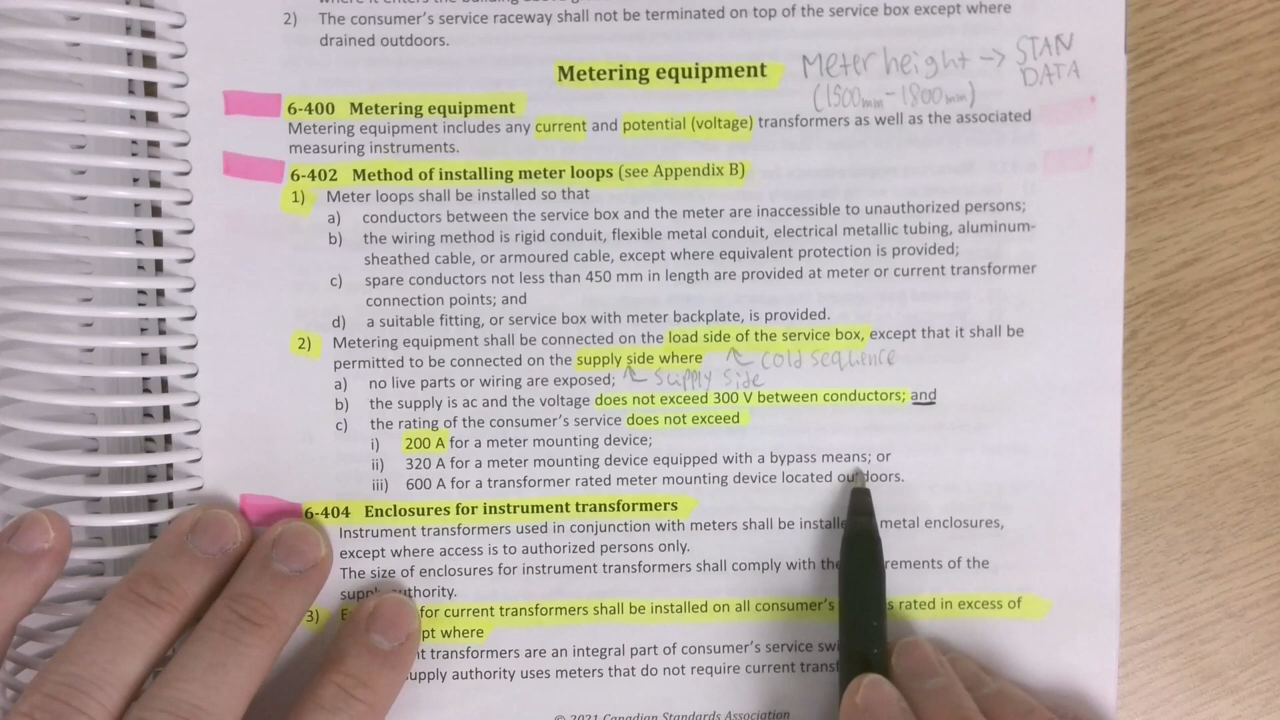 2) The consumer's service raceway shall not be terminated on top of the service box except where
drained outdoors.
Metering equipment
Meter height → STAN
DATA
(1500mm - 1800mm)
6-400 Metering equipment
Metering equipment includes any current and potential (voltage) transformers as well as the associated
measuring instruments.
6-402 Method of installing meter loops (see Appendix B)
1) Meter loops shall be installed so that
a) conductors between the service box and the meter are inaccessible to unauthorized persons;
b) the wiring method is rigid conduit, flexible metal conduit, electrical metallic tubing, aluminum-
sheathed cable, or armoured cable, except where equivalent protection is provided;
c) spare conductors not less than 450 mm in length are provided at meter or current transformer
connection points; and
d) a suitable fitting, or service box with meter backplate, is provided.
2) Metering equipment shall be connected on the load side of the service box, except that it shall be
permitted to be connected on the supply side where
cold sequence
a) no live parts or wiring are exposed;
supply side
b) the supply is ac and the voltage does not exceed 300 V between conductors; and
c) the rating of the consumer's service does not exceed
i) 200 A for a meter mounting device;
ii) 320 A for a meter mounting device equipped with a bypass means; or
iii) 600 A for a transformer rated meter mounting device located outdoors.
6-404 Enclosures for instrument transformers
Instrument transformers used in conjunction with meters shall be metal enclosures,
except where access is to authorized persons only.
The size of enclosures for instrument transformers shall comply with of the
3) for current transformers shall be installed on all consumer's rated in excess of
where
transformers are an integral part of consumer's service
uses meters that do not require current
© 2021 Canadian Standards Association